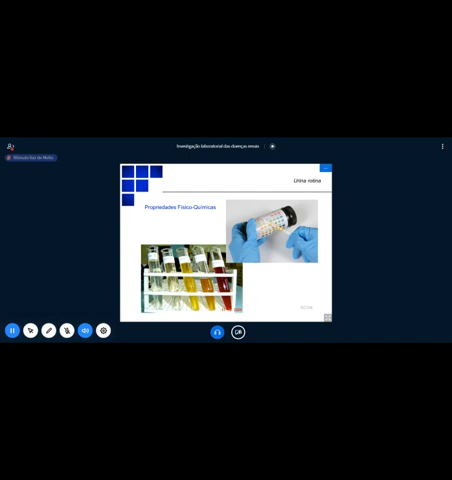 Investigação laboratorial das doenças renais
Urina rotina
Propriedades Físico-Químicas